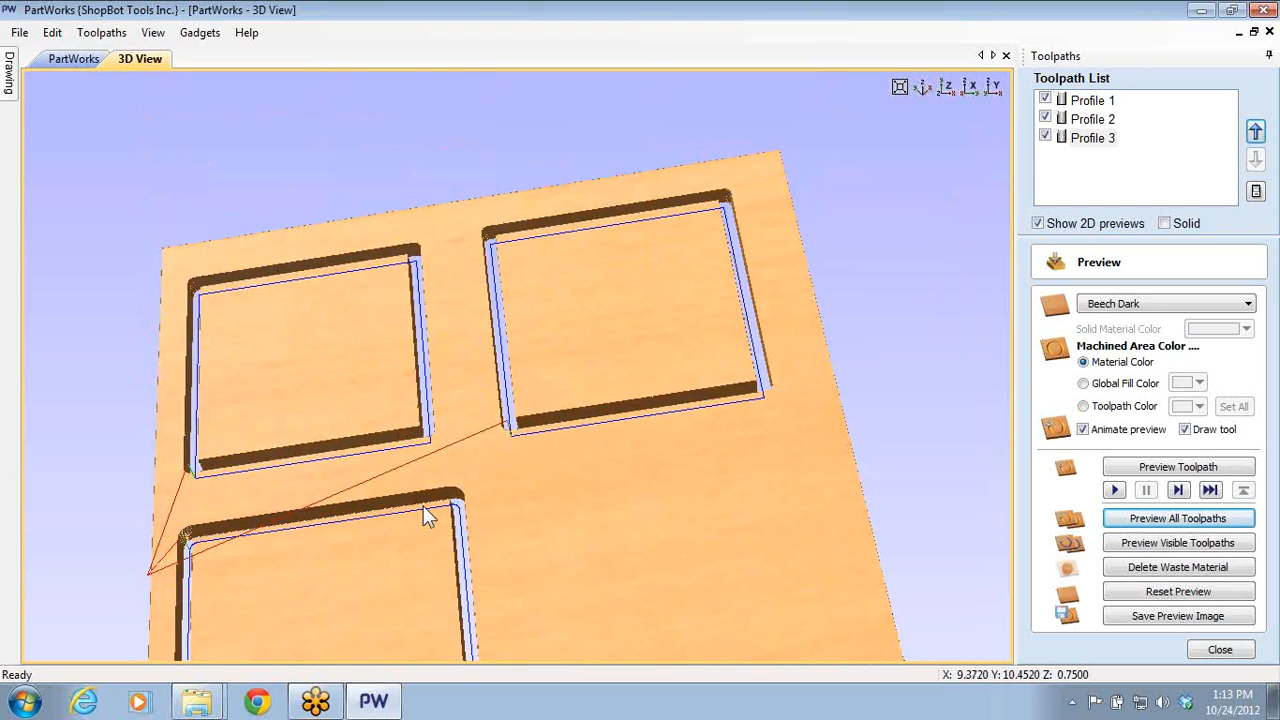 PW PartWorks {ShopBot Tools Inc.} - [PartWorks - 3D View]
File Edit Toolpaths View Gadgets Help
Drawing
PartWorks 3D View
Z X Y
Toolpaths
Toolpath List
Profile 1
Profile 2
Profile 3
Show 2D previews Solid
Preview
Beech Dark
Solid Material Color
Machined Area Color ....
Material Color
Global Fill Color
Toolpath Color Set All
Animate preview Draw tool
Preview Toolpath
Preview All Toolpaths
Preview Visible Toolpaths
Delete Waste Material
Reset Preview
Save Preview Image
Close
Ready X: 9.3720 Y: 10.4520 Z: 0.7500
PW
1:13 PM
10/24/2012